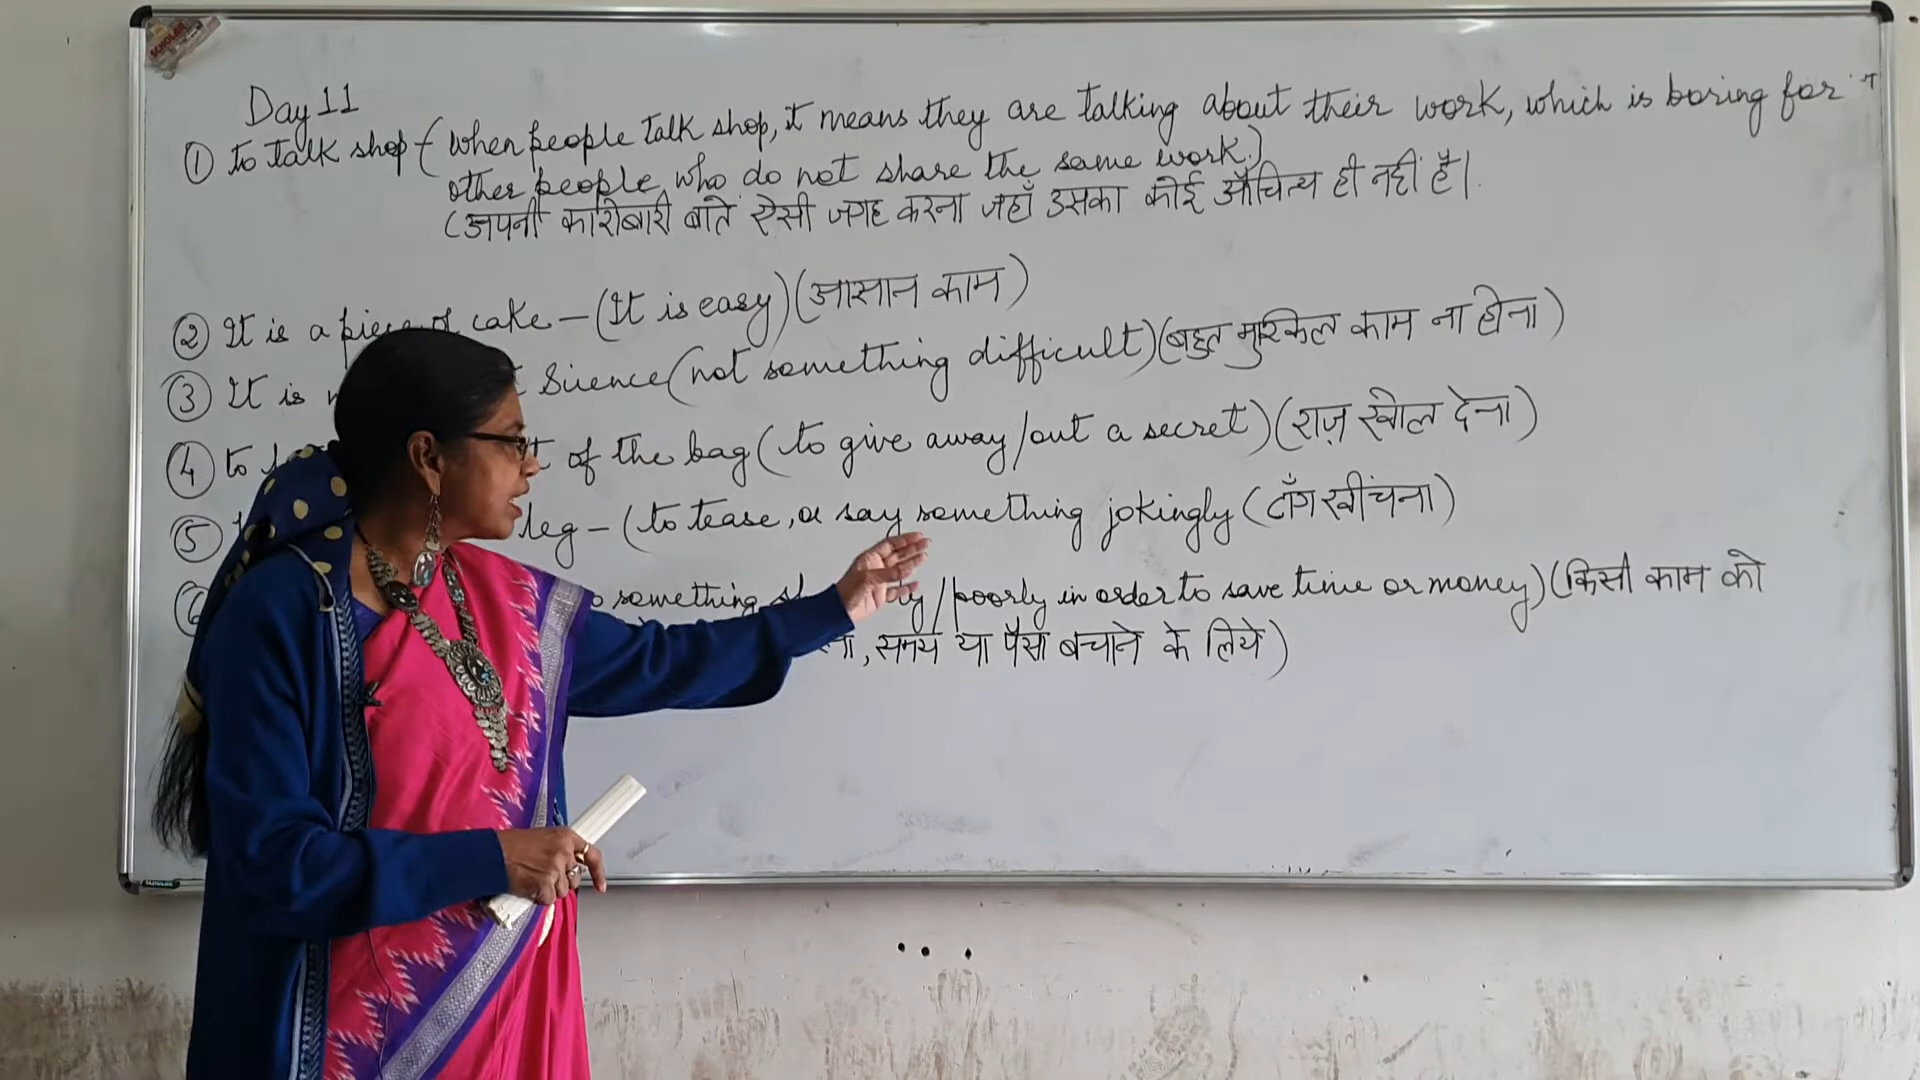 Day 11
① to talk shop - (when people talk shop, it means they are talking about their work, which is boring for
other people, who do not share the same work.)
(अपनी कारोबारी बातें ऐसी जगह करना जहाँ उसका कोई औचित्य ही नहीं है।
② It is a piece of cake - (It is easy) (आसान काम)
③ It is Sience (not something difficult) (बहुत मुश्किल काम ना होना)
④ to of the bag (to give away/out a secret) (राज़ खोल देना)
⑤ leg - (to tease, or say something jokingly (टाँग खींचना)
⑥ something /poorly in order to save time or money) (किसी काम को
, समय या पैसा बचाने के लिये)